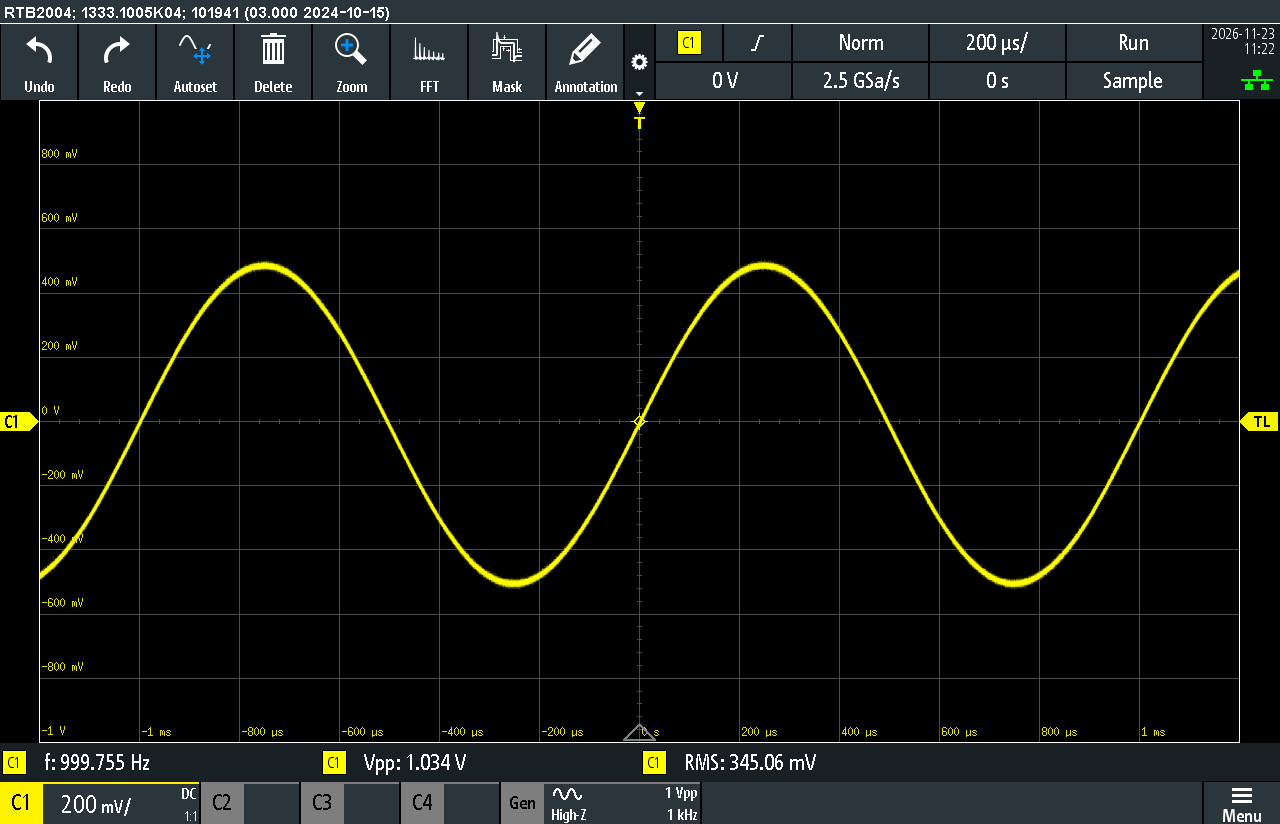 RTB2004; 1333.1005K04; 101941 (03.000 2024-10-15)
Undo Redo Autoset Delete Zoom FFT Mask Annotation
C1 Norm 200 µs/ Run
0 V 2.5 GSa/s 0 s Sample
2026-11-23
11:22
T
800 mV
600 mV
400 mV
200 mV
0 V
C1
TL
-200 mV
-400 mV
-600 mV
-800 mV
-1 V -1 ms -800 µs -600 µs -400 µs -200 µs 0 s 200 µs 400 µs 600 µs 800 µs 1 ms
C1 f: 999.755 Hz C1 Vpp: 1.034 V C1 RMS: 345.06 mV
C1 200 mV/ DC 1:1 C2 C3 C4 Gen High-Z 1 Vpp 1 kHz Menu